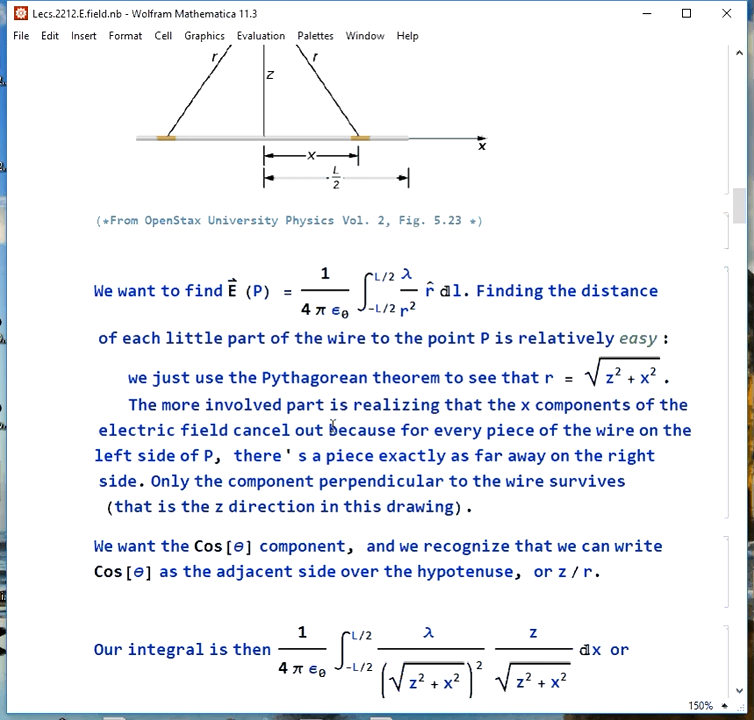 Lecs.2212.E.field.nb - Wolfram Mathematica 11.3
File Edit Insert Format Cell Graphics Evaluation Palettes Window Help
r r
z
x
x
L/2
(*From OpenStax University Physics Vol. 2, Fig. 5.23 *)
We want to find E⃗ (P) = 1/(4 π ϵ₀) ∫_{-L/2}^{L/2} λ/r² r̂ ⅆl. Finding the distance
of each little part of the wire to the point P is relatively easy :
we just use the Pythagorean theorem to see that r = √(z² + x²) .
The more involved part is realizing that the x components of the
electric field cancel out because for every piece of the wire on the
left side of P, there's a piece exactly as far away on the right
side. Only the component perpendicular to the wire survives
(that is the z direction in this drawing) .
We want the Cos[θ] component, and we recognize that we can write
Cos[θ] as the adjacent side over the hypotenuse, or z / r.
Our integral is then 1/(4 π ϵ₀) ∫_{-L/2}^{L/2} λ/(√(z² + x²))² z/√(z² + x²) ⅆx or
150%